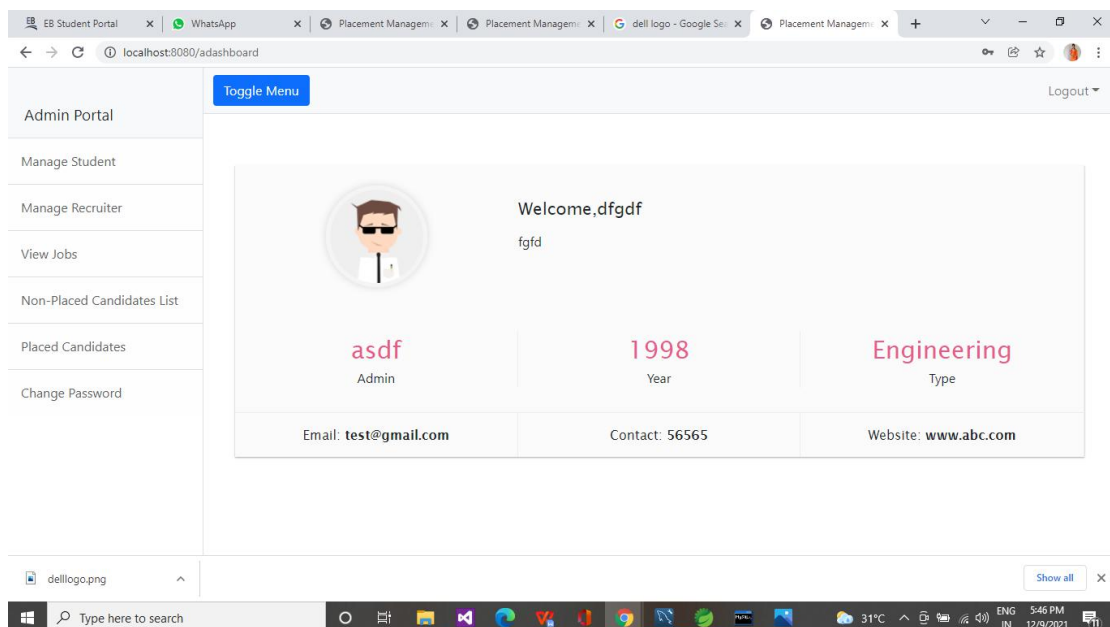 EB Student Portal WhatsApp Placement Manageme Placement Manageme dell logo - Google Sea Placement Manageme
localhost:8080/adashboard
Toggle Menu Logout
Admin Portal
Manage Student
Manage Recruiter
View Jobs
Non-Placed Candidates List
Placed Candidates
Change Password
Welcome,dfgdf
fgfd
asdf 1998 Engineering
Admin Year Type
Email: test@gmail.com Contact: 56565 Website: www.abc.com
delllogo.png Show all
Type here to search 31°C ENG 5:46 PM
IN 12/9/2021